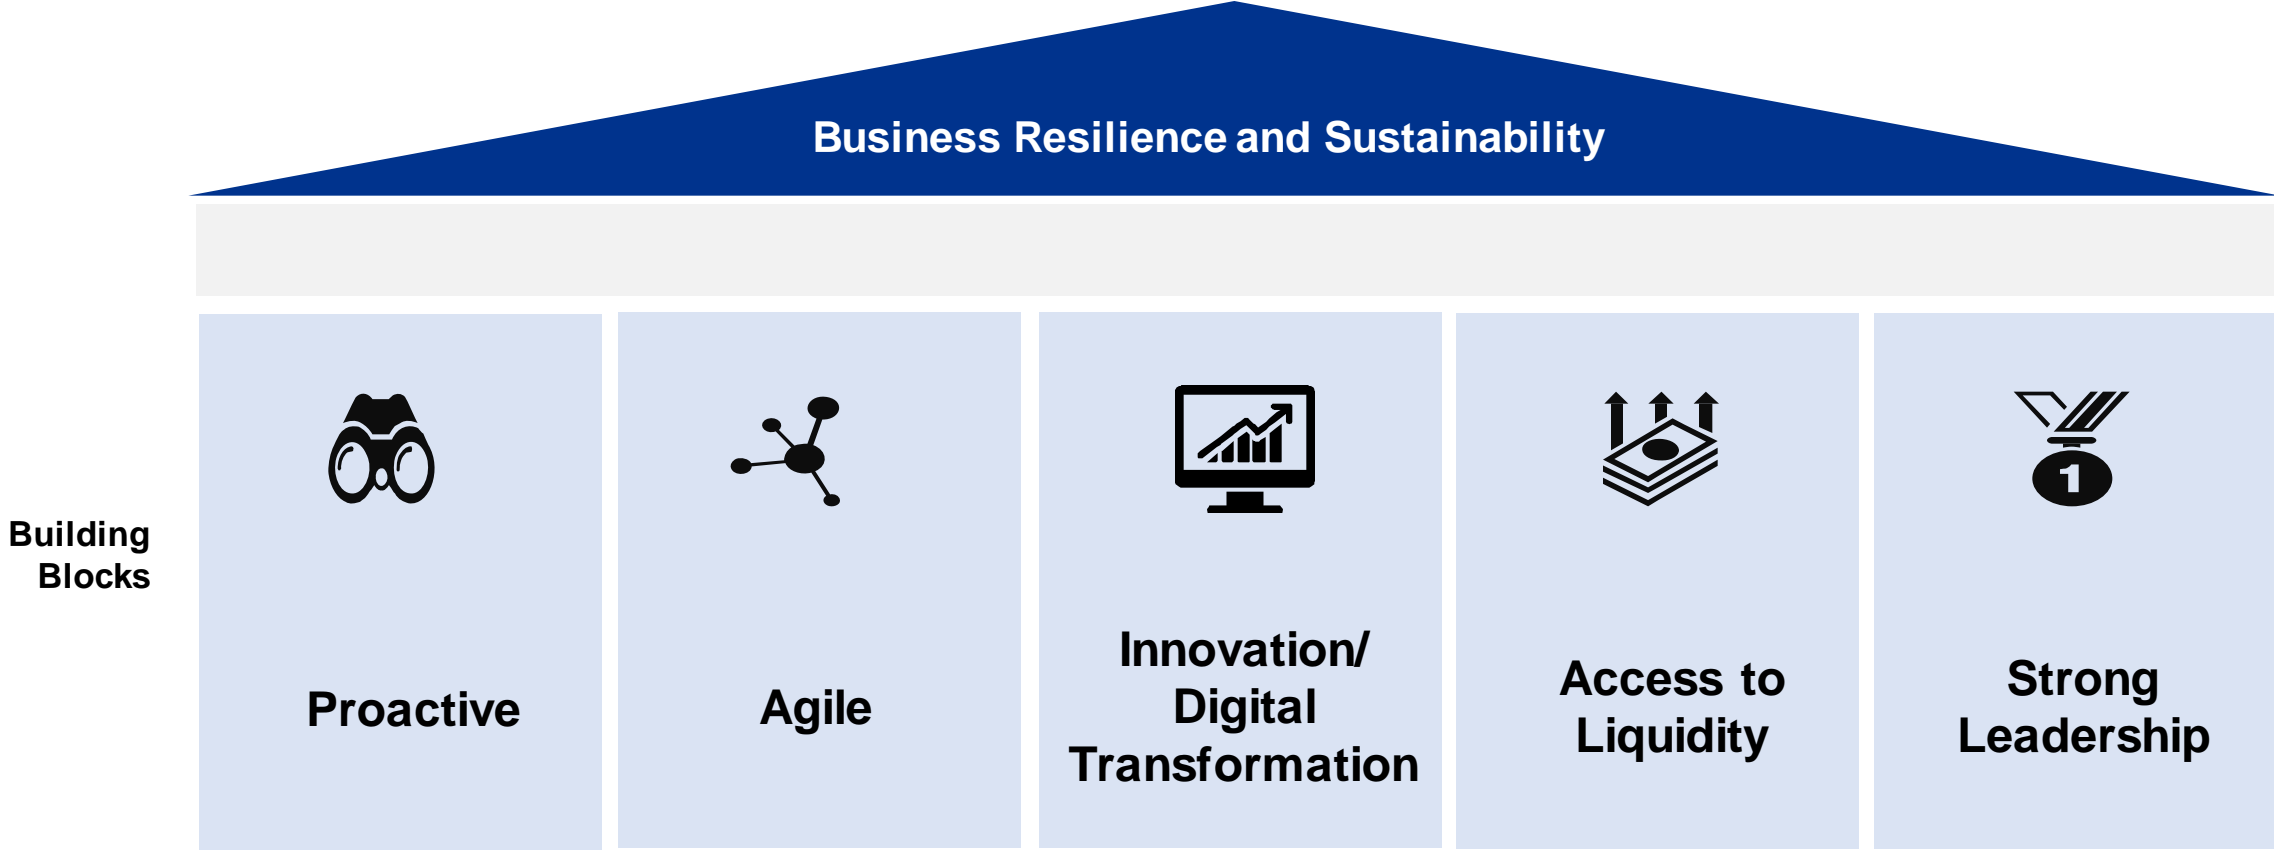 Business Resilience and Sustainability
Building
Blocks
Proactive
Agile
Innovation/
Digital
Transformation
Access to
Liquidity
1
Strong
Leadership